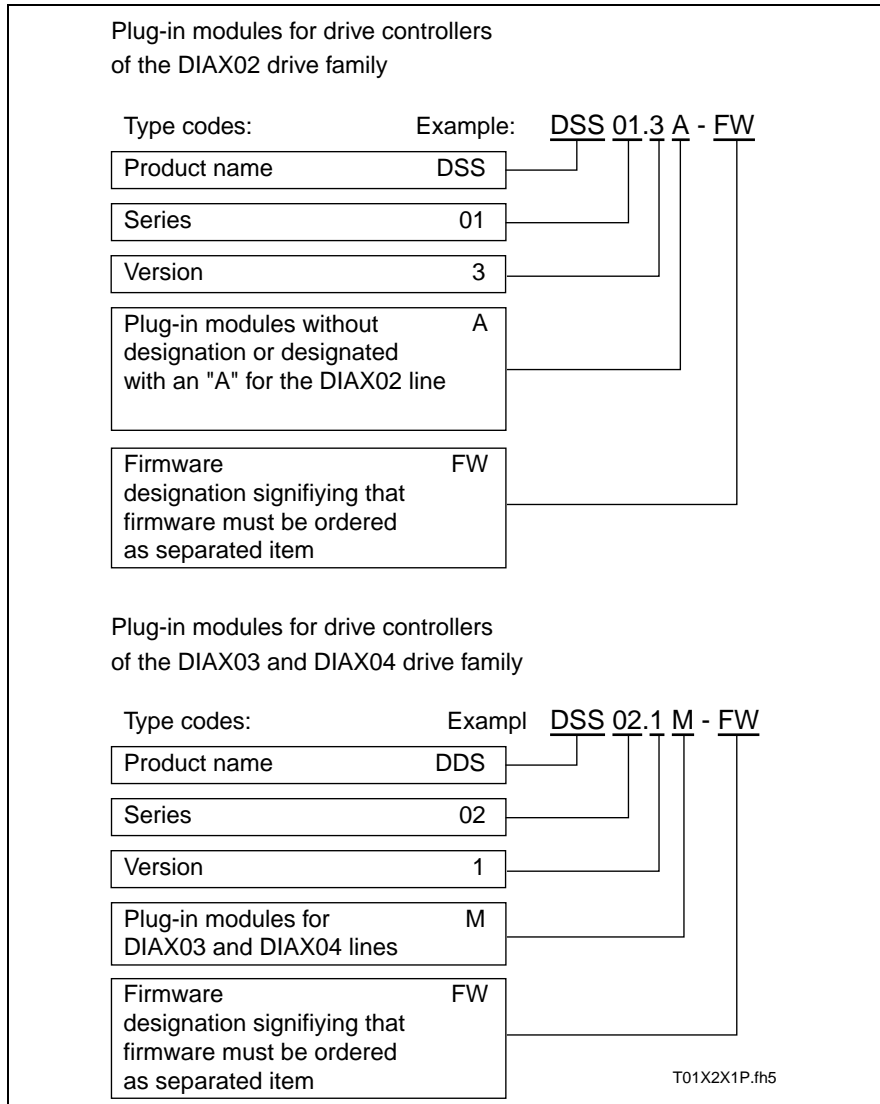 Plug-in modules for drive controllers
of the DIAX02 drive family
Type codes: Example: DSS 01.3 A - FW
Product name DSS
Series 01
Version 3
Plug-in modules without A
designation or designated
with an "A" for the DIAX02 line
Firmware FW
designation signifiying that
firmware must be ordered
as separated item
Plug-in modules for drive controllers
of the DIAX03 and DIAX04 drive family
Type codes: Exampl DSS 02.1 M - FW
Product name DDS
Series 02
Version 1
Plug-in modules for M
DIAX03 and DIAX04 lines
Firmware FW
designation signifiying that
firmware must be ordered
as separated item
T01X2X1P.fh5